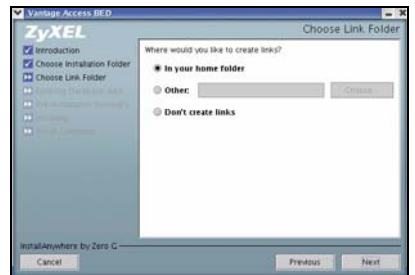 Vantage Access BED
ZyXEL
Choose Link Folder
Introduction
Choose Installation Folder
Choose Link Folder
Where would you like to create links?
In your home folder
Other:
Choose...
Don't create links
InstallAnywhere by Zero G
Cancel
Previous
Next